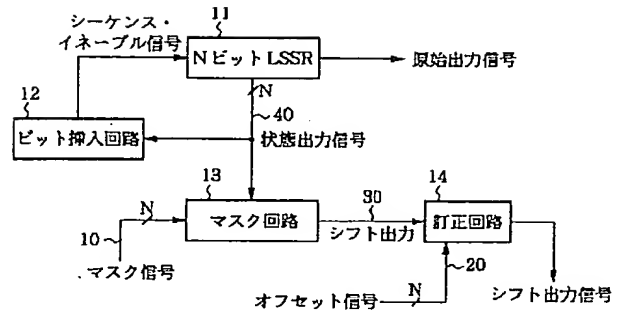 シーケンス・
イネーブル信号
11
NビットLSSR
原始出力信号
N
40
12
ビット挿入回路
状態出力信号
13
N
マスク回路
10
マスク信号
30
シフト出力
14
訂正回路
20
オフセット信号
N
シフト出力信号